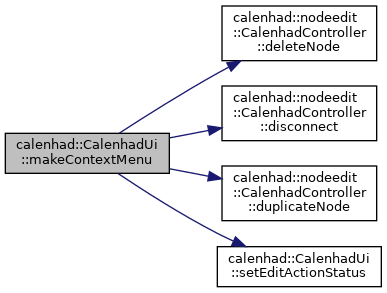 calenhad::CalenhadUi
::makeContextMenu
calenhad::nodeedit
::CalenhadController
::deleteNode
calenhad::nodeedit
::CalenhadController
::disconnect
calenhad::nodeedit
::CalenhadController
::duplicateNode
calenhad::CalenhadUi
::setEditActionStatus